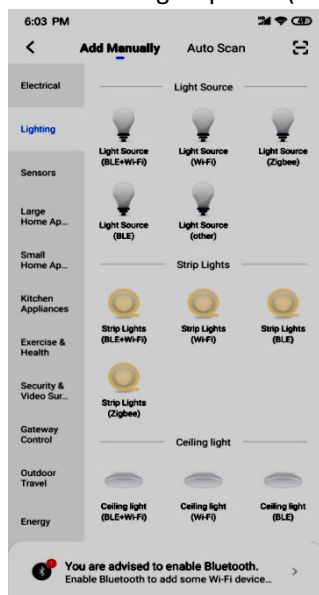 6:03 PM
Add Manually Auto Scan
Electrical
Lighting
Sensors
Large
Home Ap...
Small
Home Ap...
Kitchen
Appliances
Exercise &
Health
Security &
Video Sur...
Gateway
Control
Outdoor
Travel
Energy
Light Source
Light Source
(BLE+Wi-Fi)
Light Source
(Wi-Fi)
Light Source
(Zigbee)
Light Source
(BLE)
Light Source
(other)
Strip Lights
Strip Lights
(BLE+Wi-Fi)
Strip Lights
(Wi-Fi)
Strip Lights
(BLE)
Strip Lights
(Zigbee)
Ceiling light
Ceiling light
(BLE+Wi-Fi)
Ceiling light
(Wi-Fi)
Ceiling light
(BLE)
You are advised to enable Bluetooth.
Enable Bluetooth to add some Wi-Fi device...